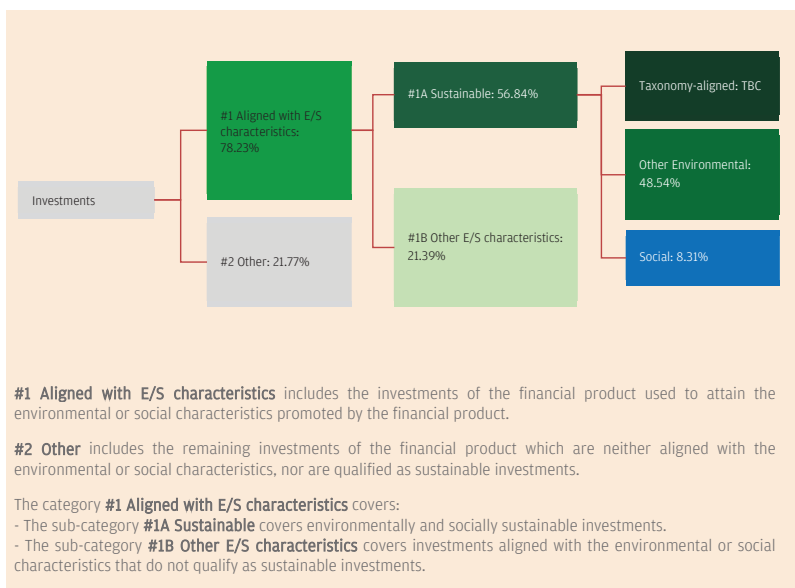 Investments
#1 Aligned with E/S
characteristics:
78.23%
#2 Other: 21.77%
#1A Sustainable: 56.84%
#1B Other E/S characteristics:
21.39%
Taxonomy-aligned: TBC
Other Environmental:
48.54%
Social: 8.31%
#1 Aligned with E/S characteristics includes the investments of the financial product used to attain the
environmental or social characteristics promoted by the financial product.
#2 Other includes the remaining investments of the financial product which are neither aligned with the
environmental or social characteristics, nor are qualified as sustainable investments.
The category #1 Aligned with E/S characteristics covers:
- The sub-category #1A Sustainable covers environmentally and socially sustainable investments.
- The sub-category #1B Other E/S characteristics covers investments aligned with the environmental or social
characteristics that do not qualify as sustainable investments.